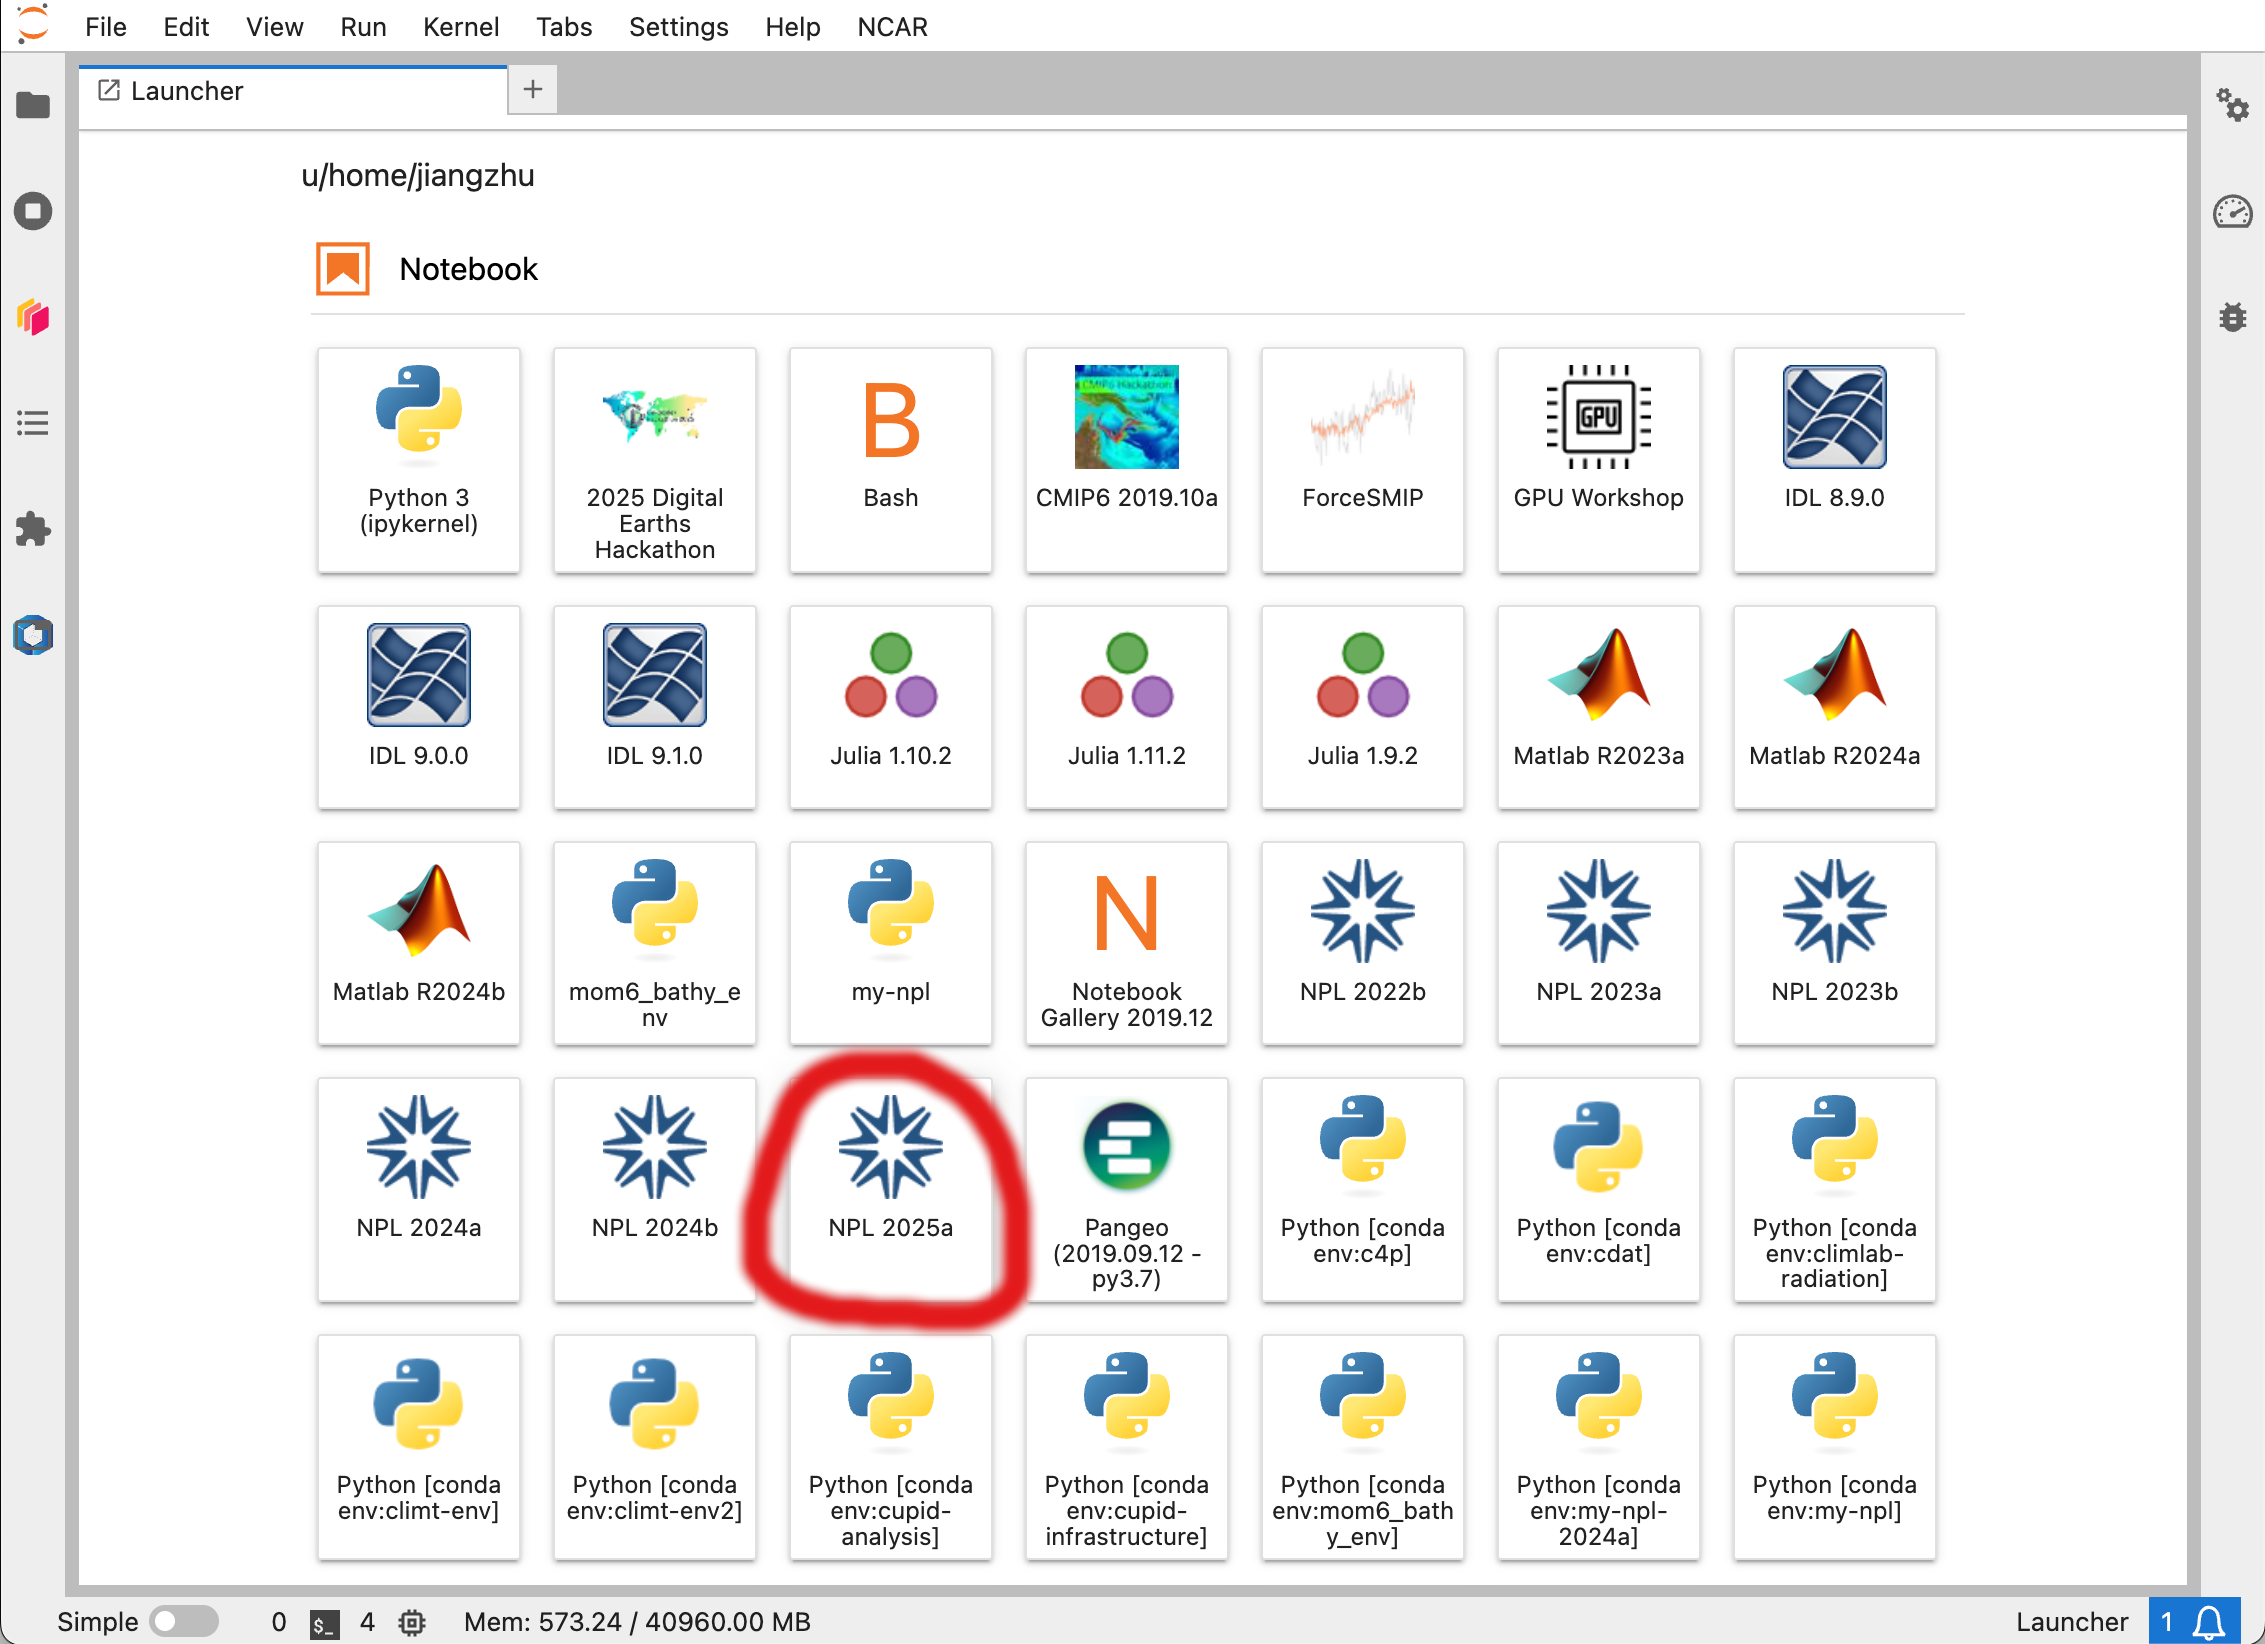 File Edit View Run Kernel Tabs Settings Help NCAR
Launcher
u/home/jiangzhu
Notebook
Python 3
(ipykernel)
2025 Digital
Earths
Hackathon
B
Bash
CMIP6 Hackathon
CMIP6 2019.10a
ForceSMIP
GPU
GPU Workshop
IDL 8.9.0
IDL 9.0.0
IDL 9.1.0
Julia 1.10.2
Julia 1.11.2
Julia 1.9.2
Matlab R2023a
Matlab R2024a
Matlab R2024b
mom6_bathy_e
nv
my-npl
N
Notebook
Gallery 2019.12
NPL 2022b
NPL 2023a
NPL 2023b
NPL 2024a
NPL 2024b
NPL 2025a
Pangeo
(2019.09.12 -
py3.7)
Python [conda
env:c4p]
Python [conda
env:cdat]
Python [conda
env:climlab-
radiation]
Python [conda
env:climt-env]
Python [conda
env:climt-env2]
Python [conda
env:cupid-
analysis]
Python [conda
env:cupid-
infrastructure]
Python [conda
env:mom6_bath
y_env]
Python [conda
env:my-npl-
2024a]
Python [conda
env:my-npl]
Simple 0 $_ 4 Mem: 573.24 / 40960.00 MB Launcher 1